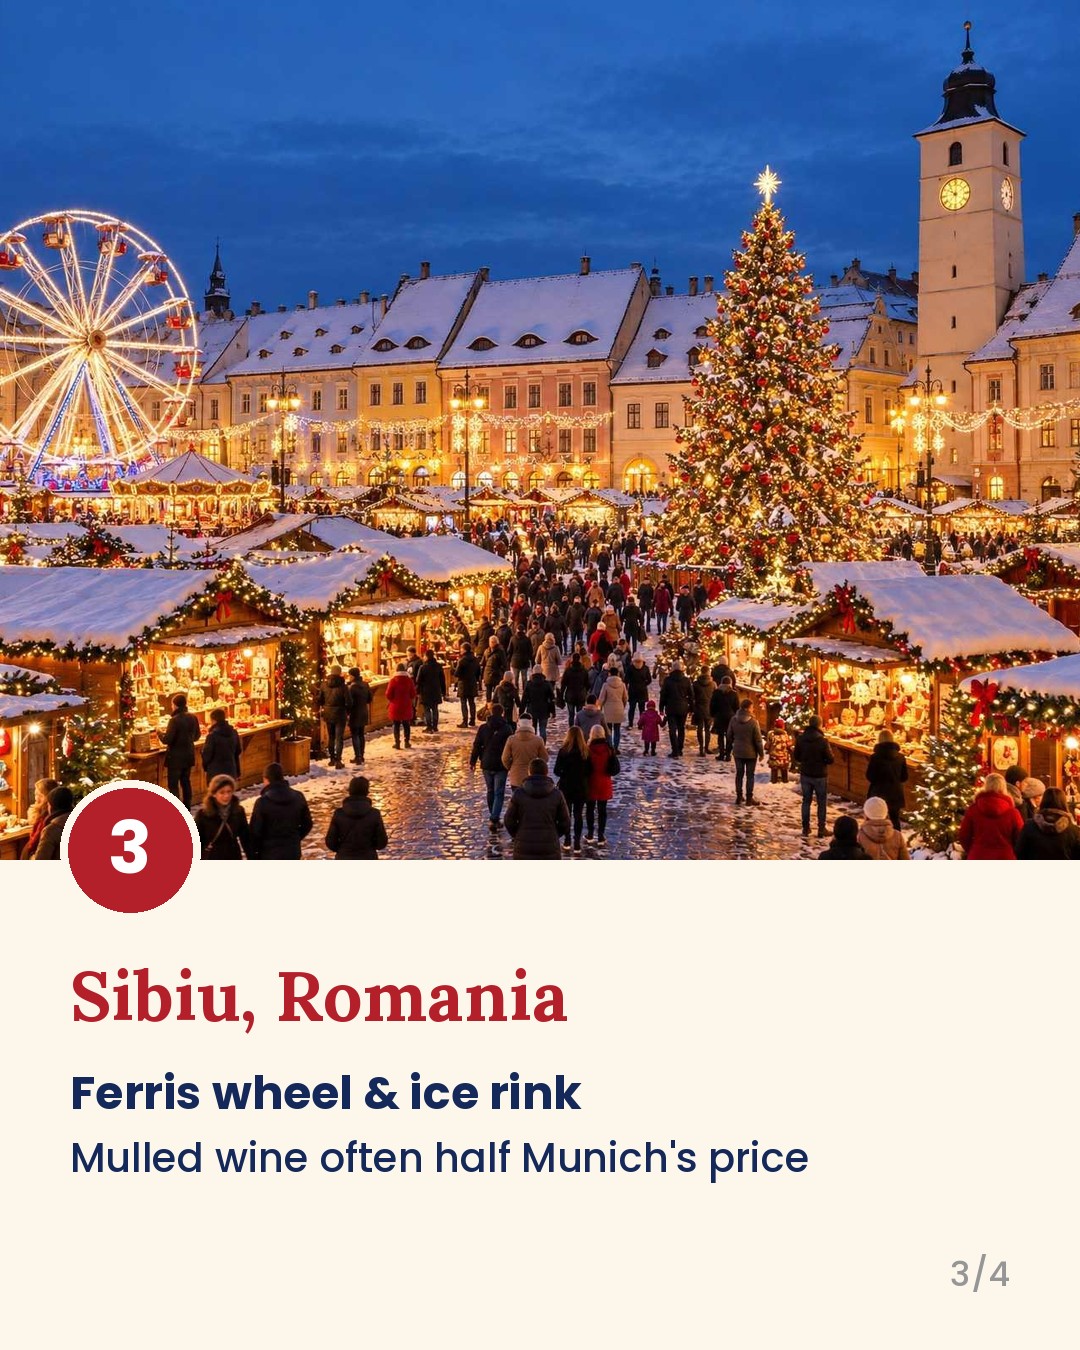 3
Sibiu, Romania
Ferris wheel & ice rink
Mulled wine often half Munich's price
3/4